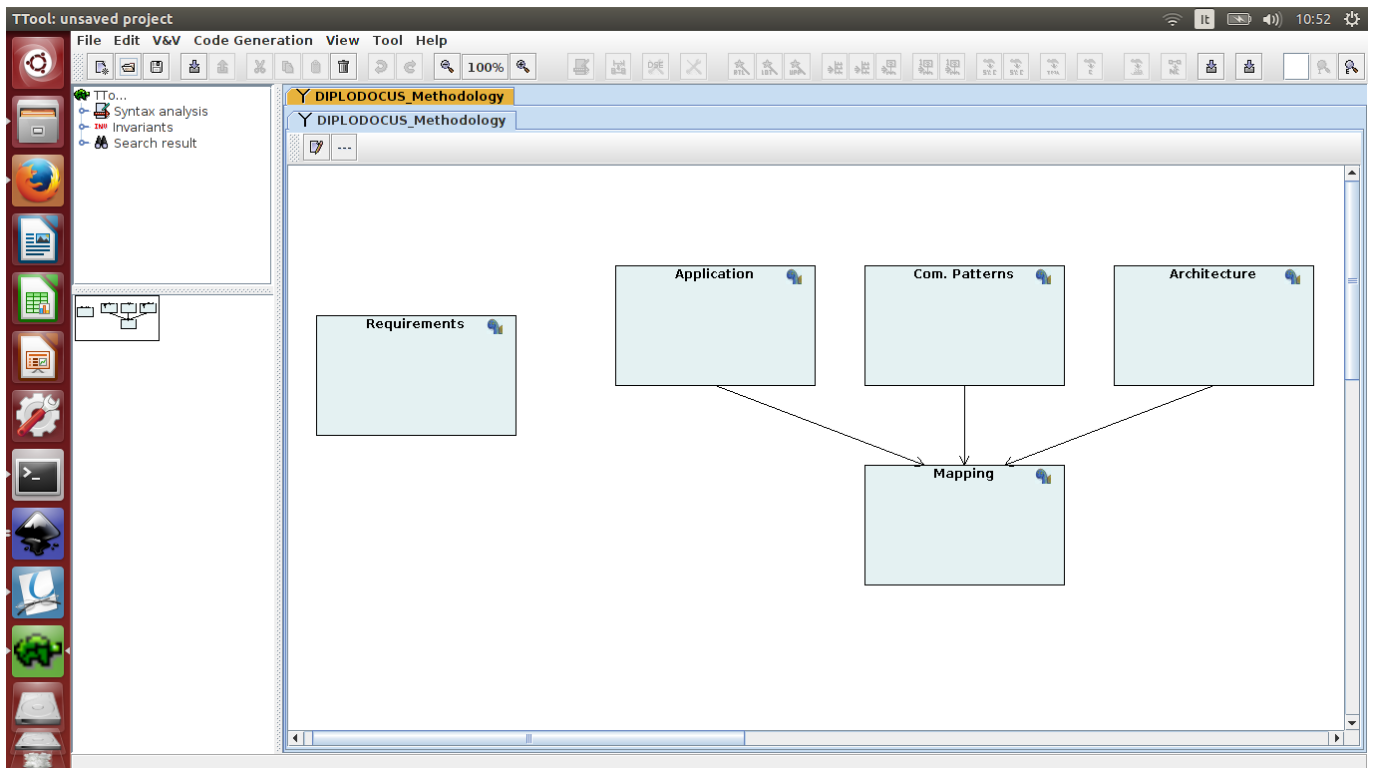 TTool: unsaved project
It
10:52
File Edit V&V Code Generation View Tool Help
100%
TTo...
Syntax analysis
INV Invariants
Search result
DIPLODOCUS_Methodology
DIPLODOCUS_Methodology
---
Application
Com. Patterns
Architecture
Requirements
Mapping